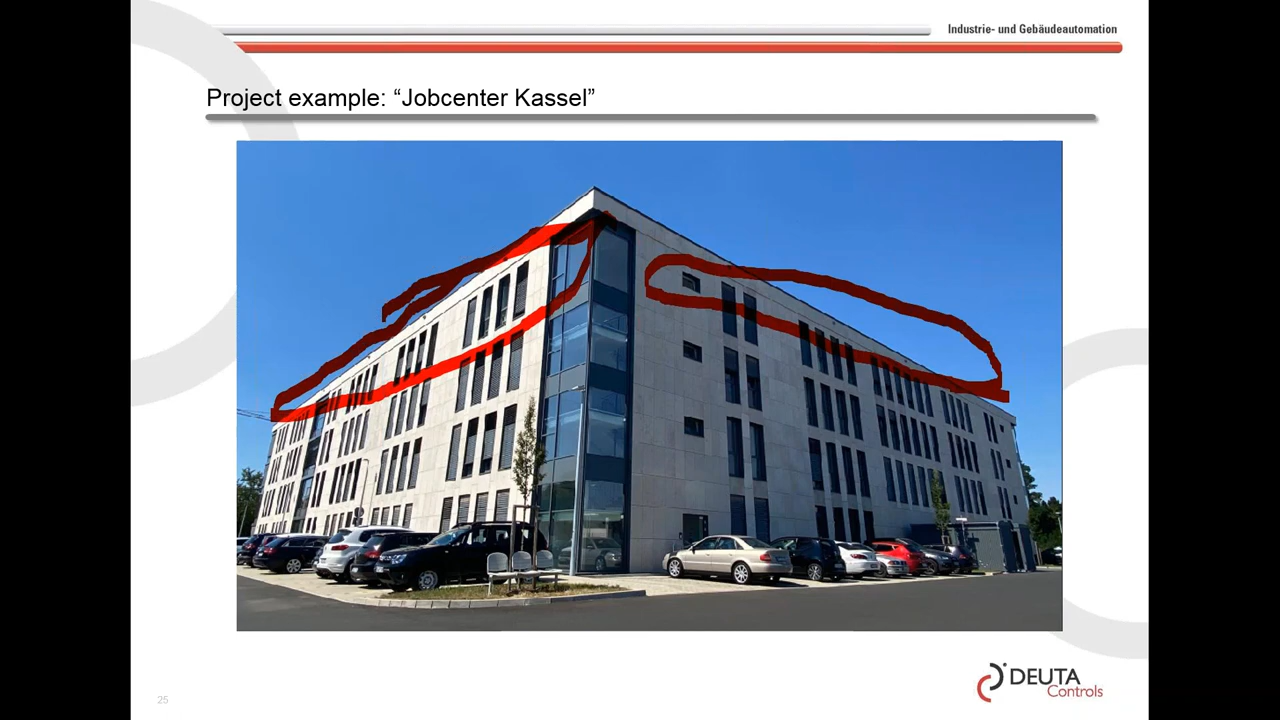 Industrie- und Gebäudeautomation
Project example: “Jobcenter Kassel”
25
DEUTA
Controls